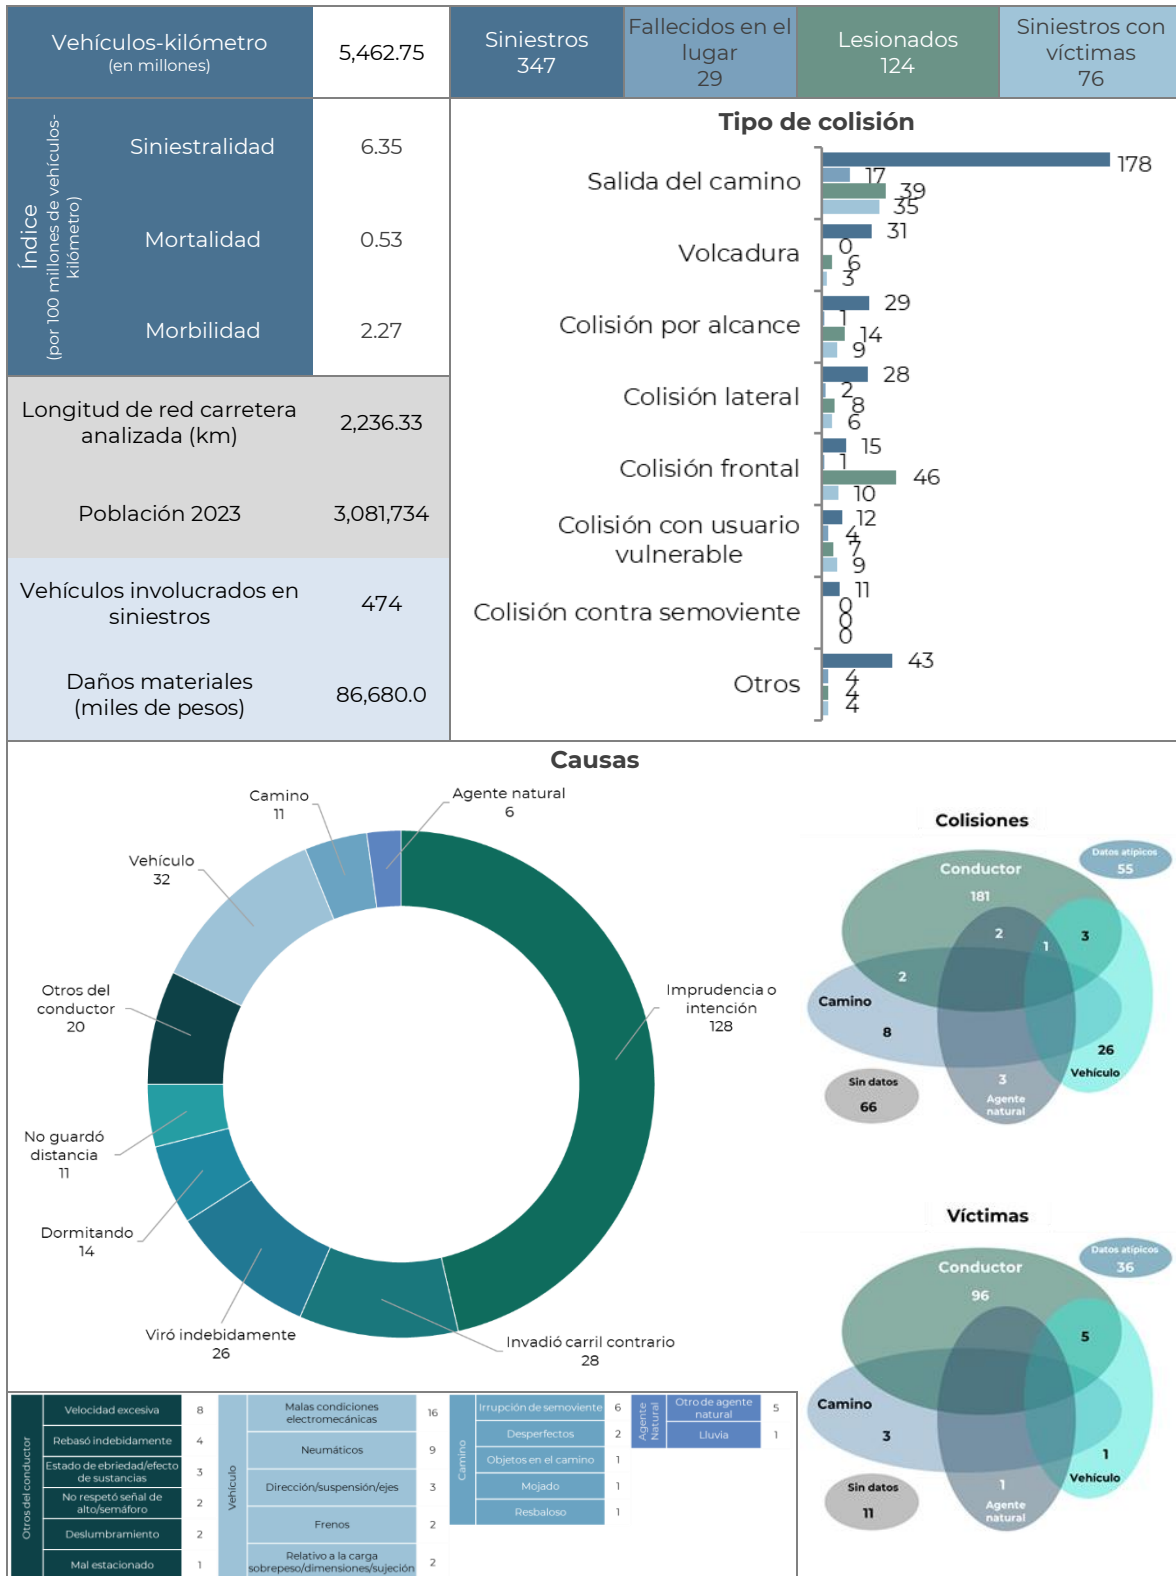 Vehículos-kilómetro
(en millones)
5,462.75
Siniestros
347
Fallecidos en el
lugar
29
Lesionados
124
Siniestros con
víctimas
76
Índice
(por 100 millones de vehículos-
kilómetro)
Siniestralidad
6.35
Mortalidad
0.53
Morbilidad
2.27
Longitud de red carretera
analizada (km)
2,236.33
Población 2023
3,081,734
Vehículos involucrados en
siniestros
474
Daños materiales
(miles de pesos)
86,680.0
Tipo de colisión
Salida del camino
178
17
39
35
Volcadura
31
0
6
3
Colisión por alcance
29
1
14
9
Colisión lateral
28
2
8
6
Colisión frontal
15
1
46
10
Colisión con usuario
vulnerable
12
4
7
9
Colisión contra semoviente
11
0
0
0
Otros
43
4
4
4
Causas
Agente natural
6
Camino
11
Vehículo
32
Otros del
conductor
20
No guardó
distancia
11
Dormitando
14
Viró indebidamente
26
Invadió carril contrario
28
Imprudencia o
intención
128
Colisiones
Datos atípicos
55
Conductor
181
2
1
3
2
Camino
8
26
Vehículo
3
Agente
natural
Sin datos
66
Víctimas
Datos atípicos
36
Conductor
96
5
Camino
3
1
Vehículo
1
Agente
natural
Sin datos
11
Otros del conductor
Velocidad excesiva 8
Rebasó indebidamente 4
Estado de ebriedad/efecto
de sustancias 3
No respetó señal de
alto/semáforo 2
Deslumbramiento 2
Mal estacionado 1
Vehículo
Malas condiciones
electromecánicas 16
Neumáticos 9
Dirección/suspensión/ejes 3
Frenos 2
Relativo a la carga
sobrepeso/dimensiones/sujeción 2
Camino
Irrupción de semoviente 6
Desperfectos 2
Objetos en el camino 1
Mojado 1
Resbaloso 1
Agente
Natural
Otro de agente
natural 5
Lluvia 1